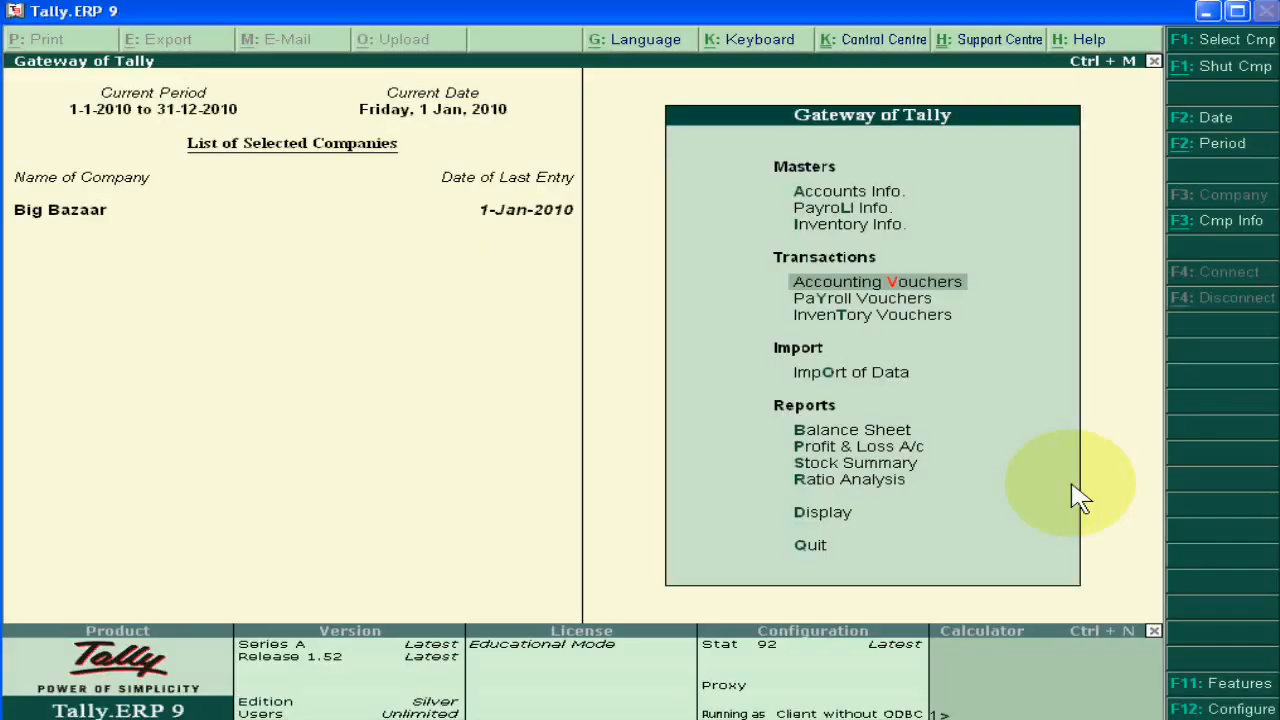 Tally.ERP 9
P: Print
E: Export
M: E-Mail
O: Upload
G: Language
K: Keyboard
K: Control Centre
H: Support Centre
H: Help
F1: Select Cmp
Gateway of Tally
Ctrl + M
F1: Shut Cmp
Current Period
Current Date
1-1-2010 to 31-12-2010
Friday, 1 Jan, 2010
List of Selected Companies
Name of Company
Date of Last Entry
Big Bazaar
1-Jan-2010
Gateway of Tally
Masters
Accounts Info.
PayroLl Info.
Inventory Info.
Transactions
Accounting Vouchers
PaYroll Vouchers
InvenTory Vouchers
Import
ImpOrt of Data
Reports
Balance Sheet
Profit & Loss A/c
Stock Summary
Ratio Analysis
Display
Quit
F2: Date
F2: Period
F3: Company
F3: Cmp Info
F4: Connect
F4: Disconnect
F11: Features
F12: Configure
Product
Tally
POWER OF SIMPLICITY
Tally.ERP 9
Version
Series A Latest
Release 1.52 Latest
Edition Silver
Users Unlimited
License
Educational Mode
Configuration
Stat 92 Latest
Proxy
Running as Client without ODBC
Calculator
Ctrl + N
1>